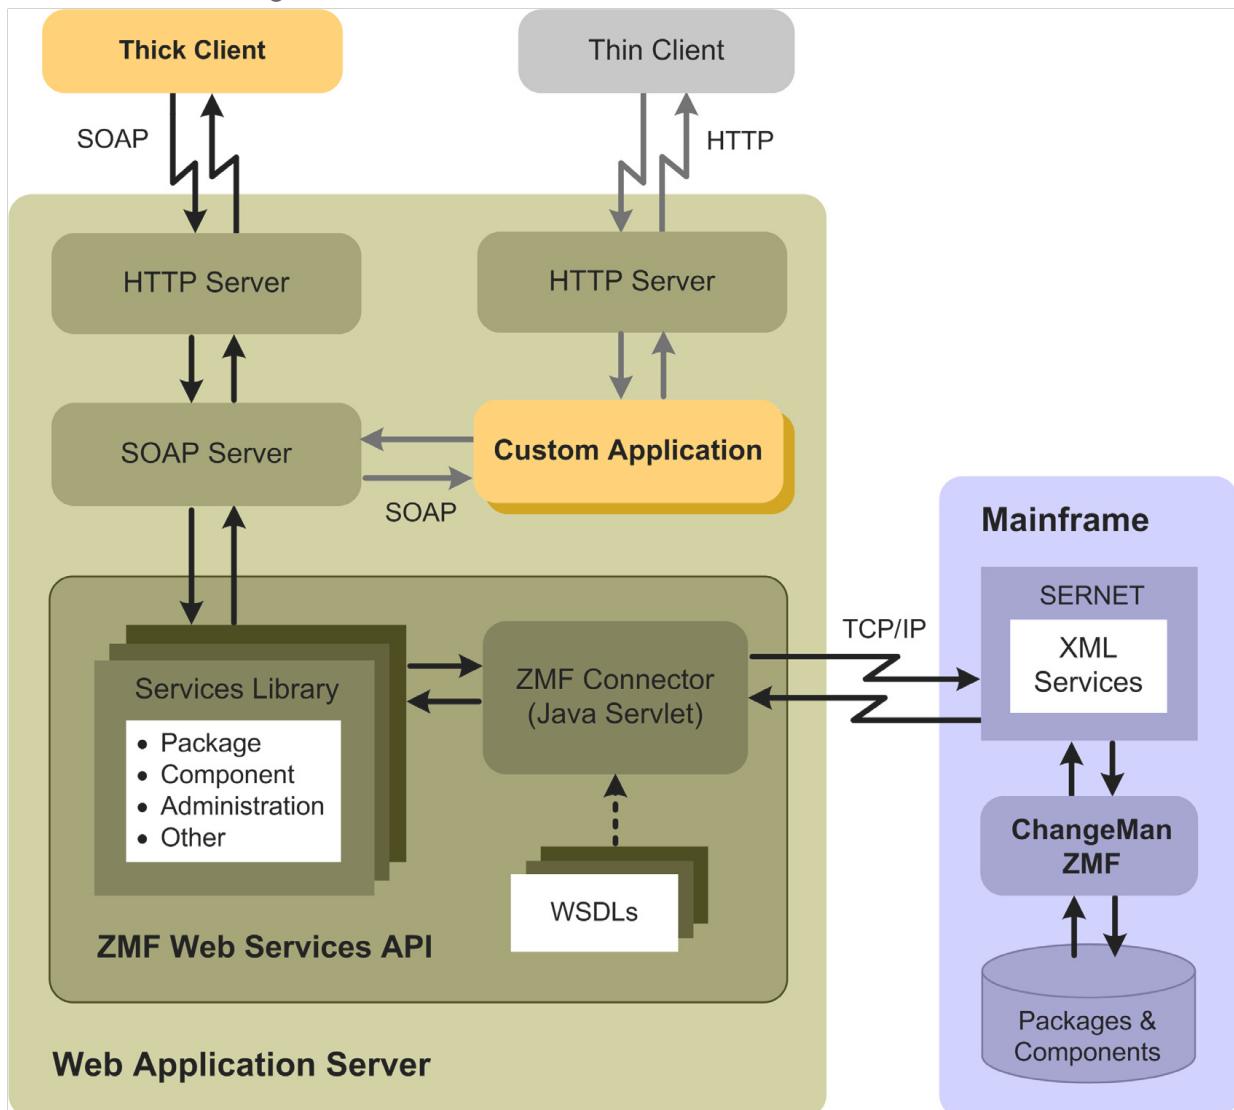 Thick Client
Thin Client
SOAP
HTTP
HTTP Server
HTTP Server
SOAP Server
Custom Application
SOAP
Mainframe
SERNET
XML
Services
TCP/IP
Services Library
• Package
• Component
• Administration
• Other
ZMF Connector
(Java Servlet)
WSDLs
ZMF Web Services API
ChangeMan
ZMF
Packages &
Components
Web Application Server